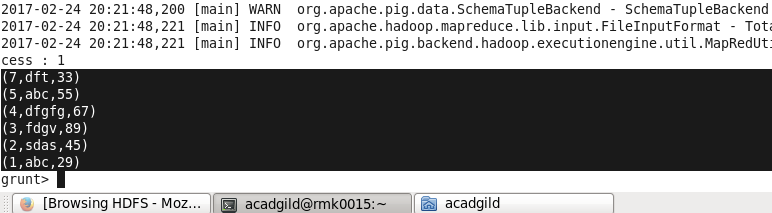 2017-02-24 20:21:48,200 [main] WARN  org.apache.pig.data.SchemaTupleBackend - SchemaTupleBackend
2017-02-24 20:21:48,221 [main] INFO  org.apache.hadoop.mapreduce.lib.input.FileInputFormat - Tota
2017-02-24 20:21:48,221 [main] INFO  org.apache.pig.backend.hadoop.executionengine.util.MapRedUti
cess : 1
(7,dft,33)
(5,abc,55)
(4,dfgfg,67)
(3,fdgv,89)
(2,sdas,45)
(1,abc,29)
grunt>
[Browsing HDFS - Moz... acadgild@rmk0015:~ acadgild